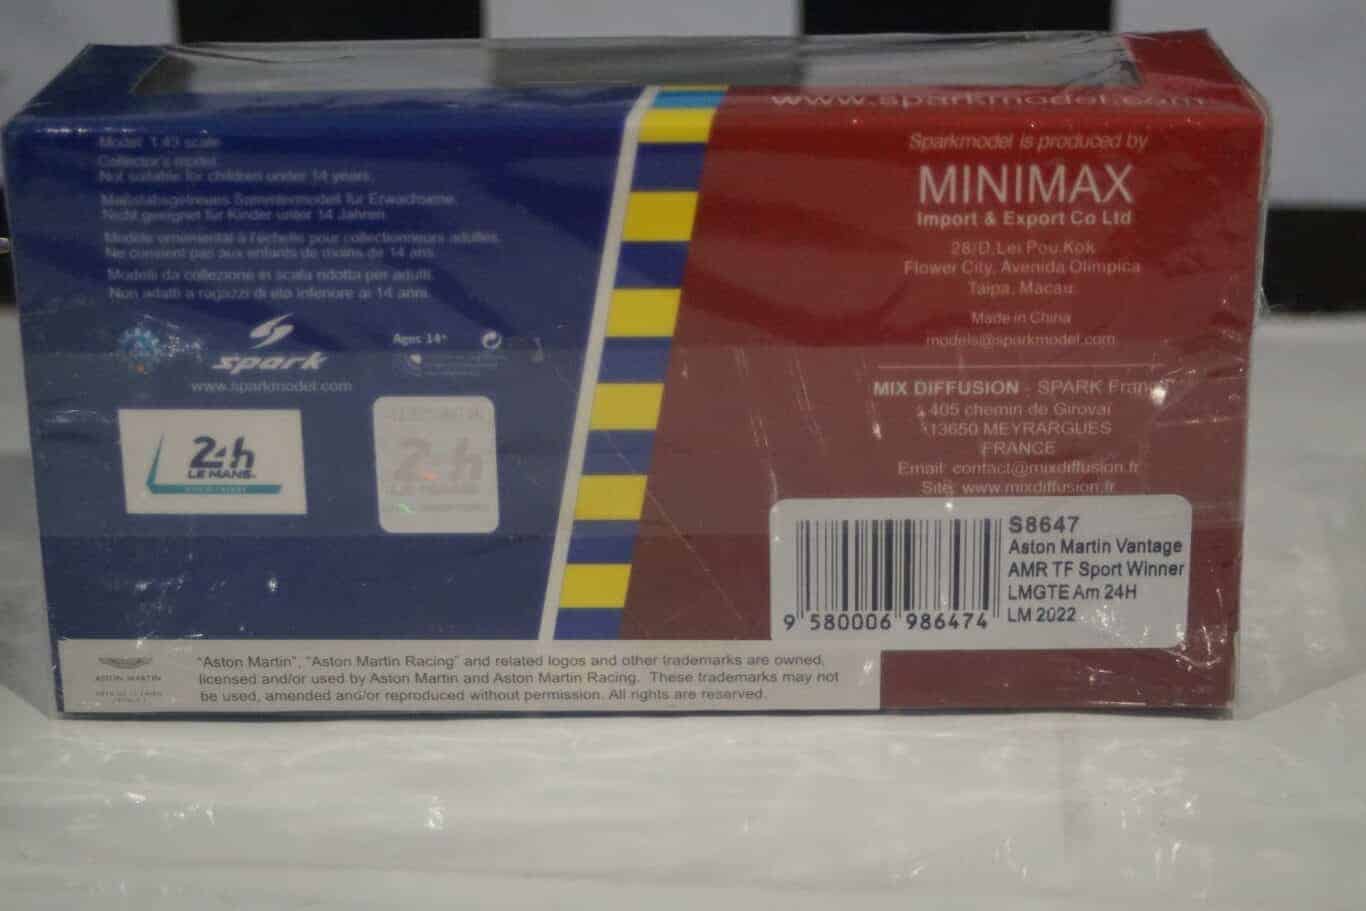 Model 1:43 scale
Collector's model
Not suitable for children under 14 years.
Maßstabsgetreues Sammlermodell für Erwachsene.
Nicht geeignet für Kinder unter 14 Jahren.
Modèle ornemental à l'échelle pour collectionneurs adultes.
Ne convient pas aux enfants de moins de 14 ans.
Modelli da collezione in scala ridotta per adulti.
Non adatti a ragazzi di età inferiore ai 14 anni.
spark
Ages 14+
www.sparkmodel.com
24h
LE MANS
24h
www.sparkmodel.com
Sparkmodel is produced by
MINIMAX
Import & Export Co Ltd
28/D,Lei Pou Kok
Flower City, Avenida Olimpica
Taipa, Macau.
Made in China
models@sparkmodel.com
MIX DIFFUSION - SPARK France
405 chemin de Girovai
13650 MEYRARGUES
FRANCE
Email: contact@mixdiffusion.fr
Site: www.mixdiffusion.fr
S8647
Aston Martin Vantage
AMR TF Sport Winner
LMGTE Am 24H
LM 2022
9 580006 986474
ASTON MARTIN
"Aston Martin", "Aston Martin Racing" and related logos and other trademarks are owned,
licensed and/or used by Aston Martin and Aston Martin Racing. These trademarks may not
be used, amended and/or reproduced without permission. All rights are reserved.